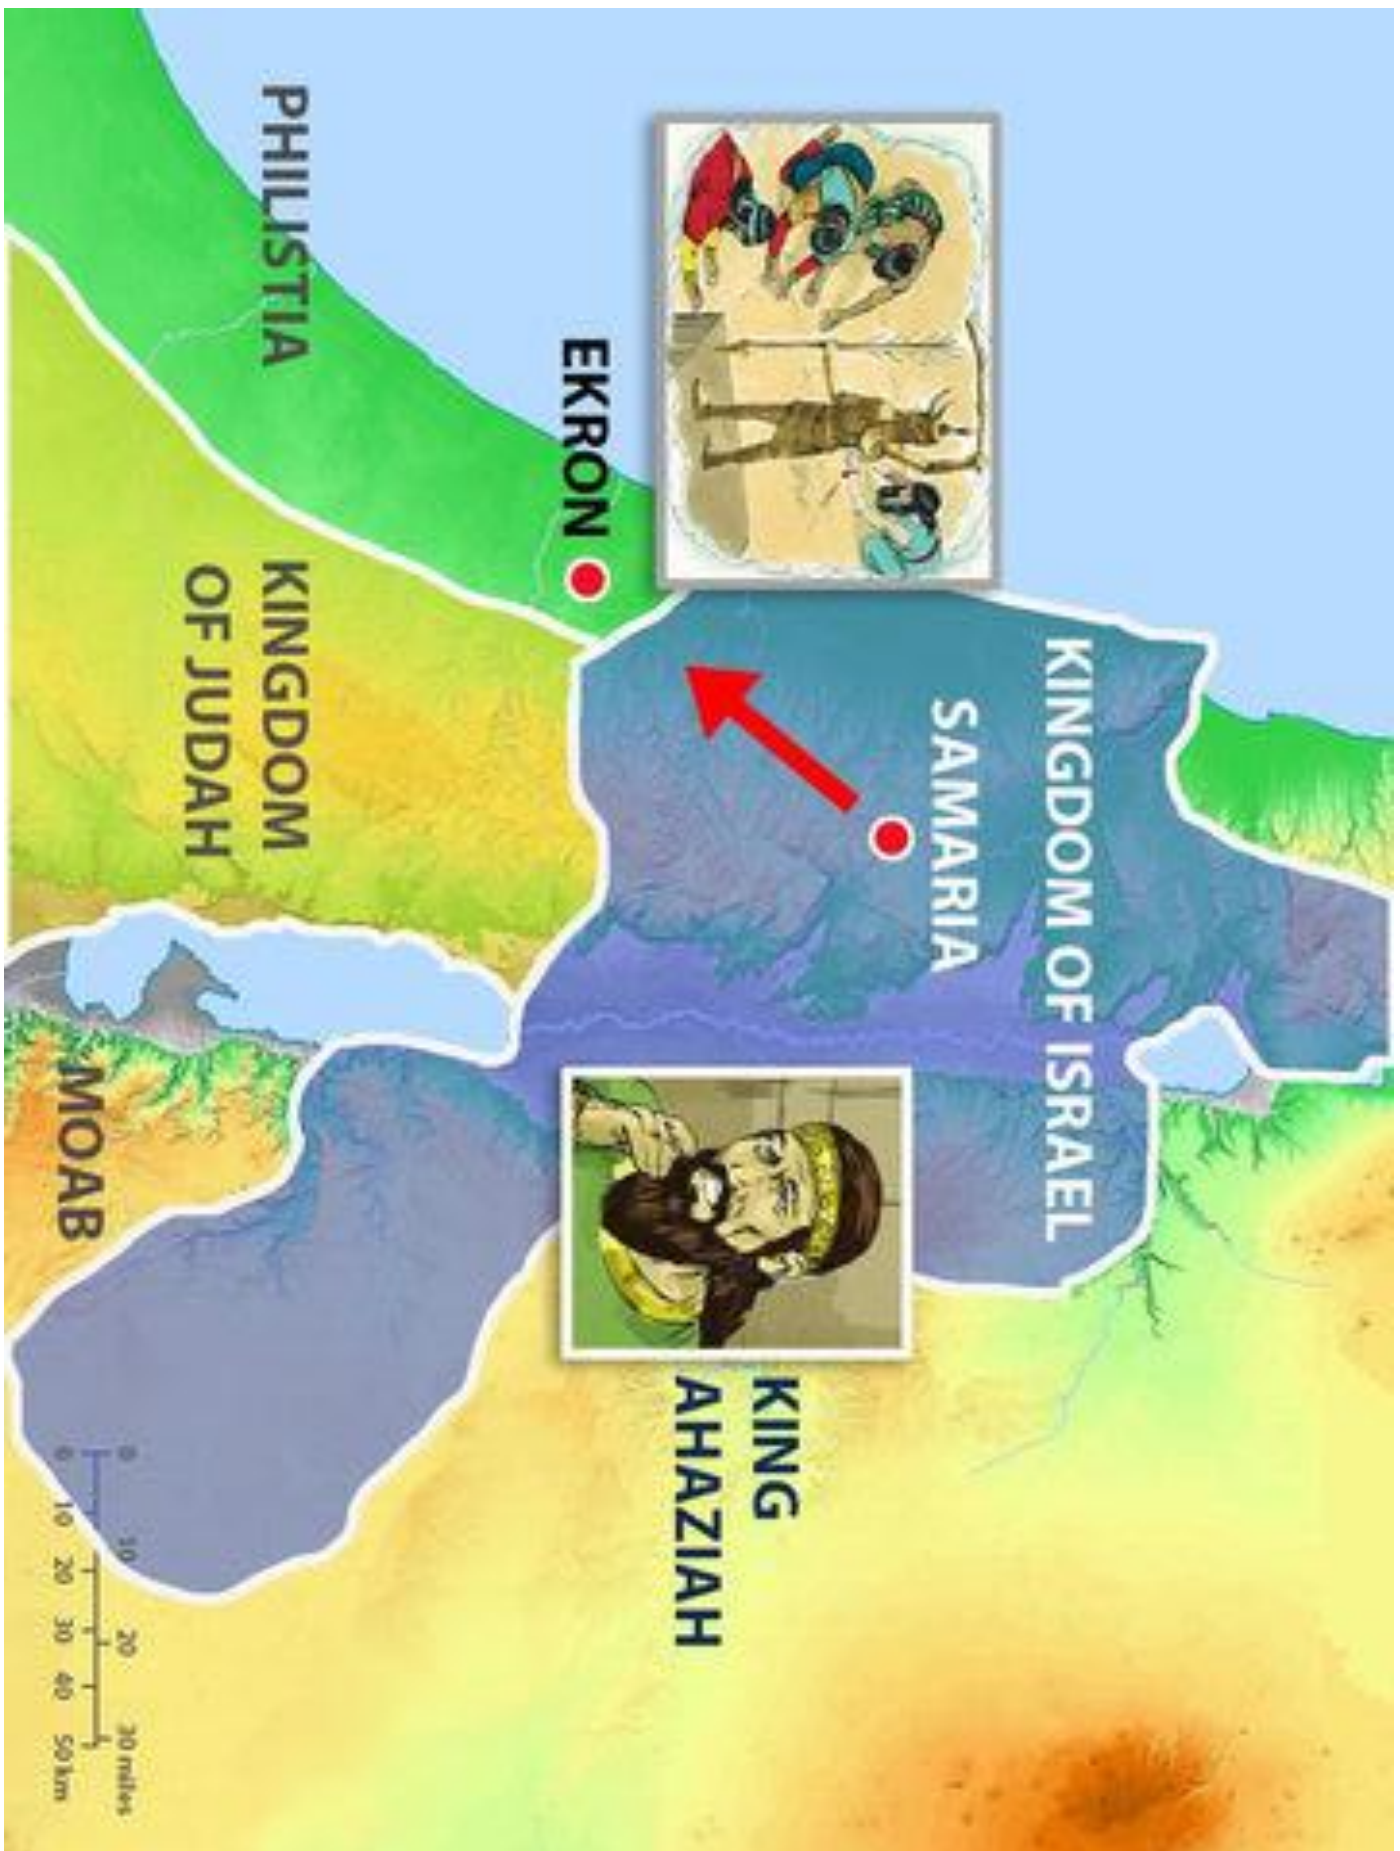 KINGDOM OF ISRAEL
SAMARIA
EKRON
KING
AHAZIAH
PHILISTIA
KINGDOM
OF JUDAH
MOAB
0 10 20 30 miles
0 10 20 30 40 50 km